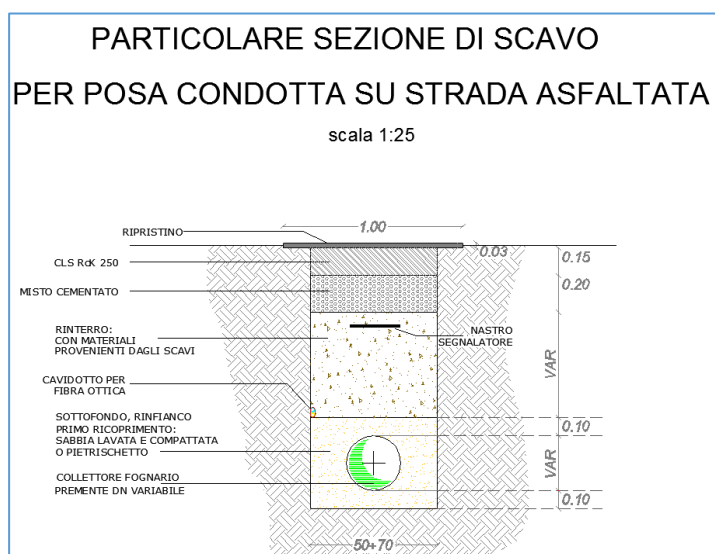 PARTICOLARE SEZIONE DI SCAVO
PER POSA CONDOTTA SU STRADA ASFALTATA
scala 1:25
1.00
RIPRISTINO
0.03
0.15
CLS RcK 250
0.20
MISTO CEMENTATO
RINTERRO:
CON MATERIALI
PROVENIENTI DAGLI SCAVI
NASTRO
SEGNALATORE
VAR
CAVIDOTTO PER
FIBRA OTTICA
SOTTOFONDO, RINFIANCO
PRIMO RICOPRIMENTO:
SABBIA LAVATA E COMPATTATA
O PIETRISCHETTO
0.10
VAR
COLLETTORE FOGNARIO
PREMENTE DN VARIABILE
0.10
50+70